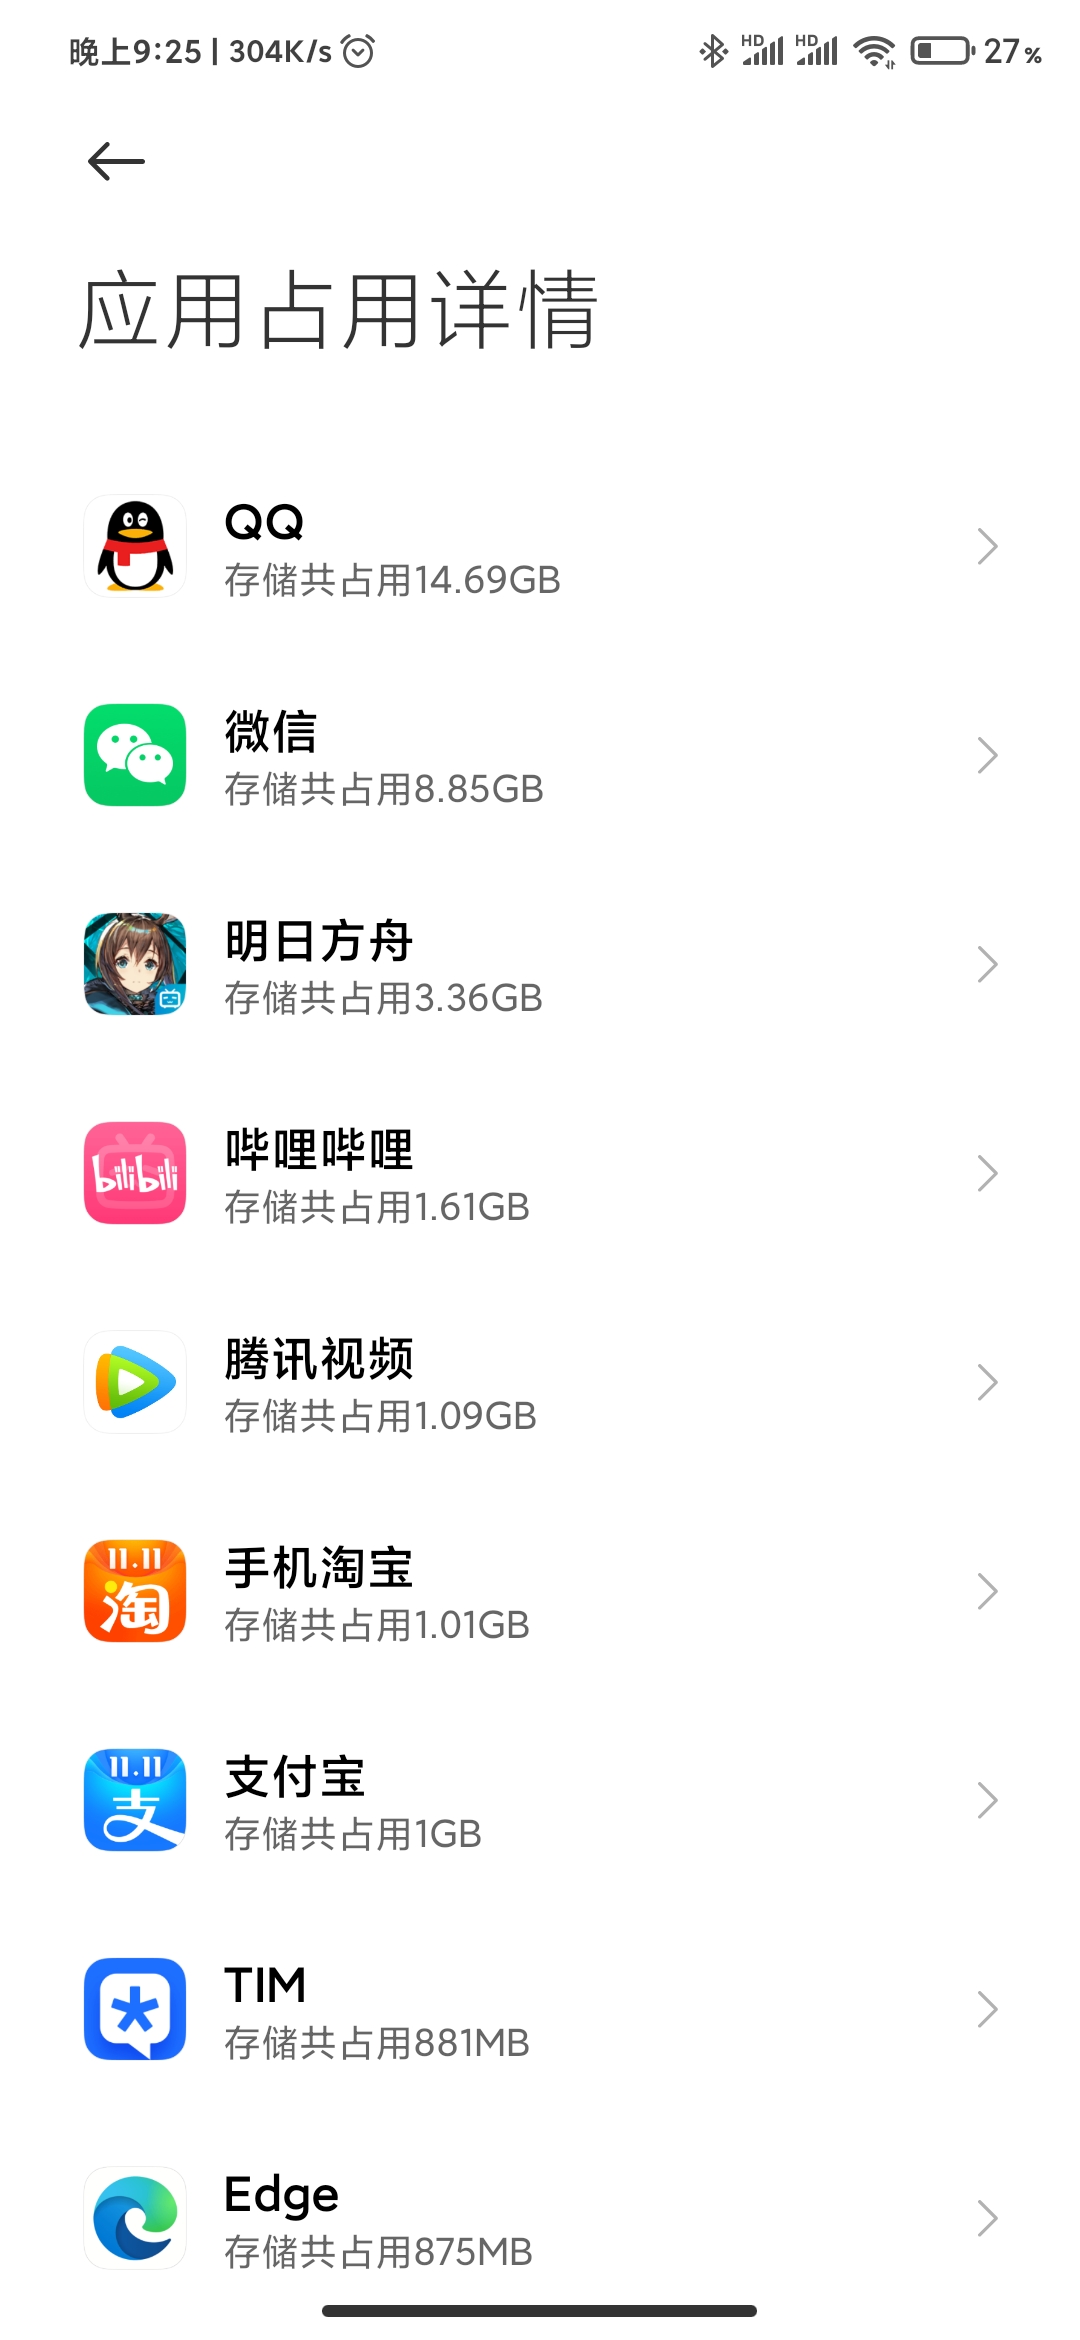 晚上9:25 | 304K/s
HD HD 27%
应用占用详情
QQ
存储共占用14.69GB
微信
存储共占用8.85GB
明日方舟
存储共占用3.36GB
bilibili
哔哩哔哩
存储共占用1.61GB
腾讯视频
存储共占用1.09GB
11.11
淘
手机淘宝
存储共占用1.01GB
11.11
支
支付宝
存储共占用1GB
TIM
存储共占用881MB
Edge
存储共占用875MB